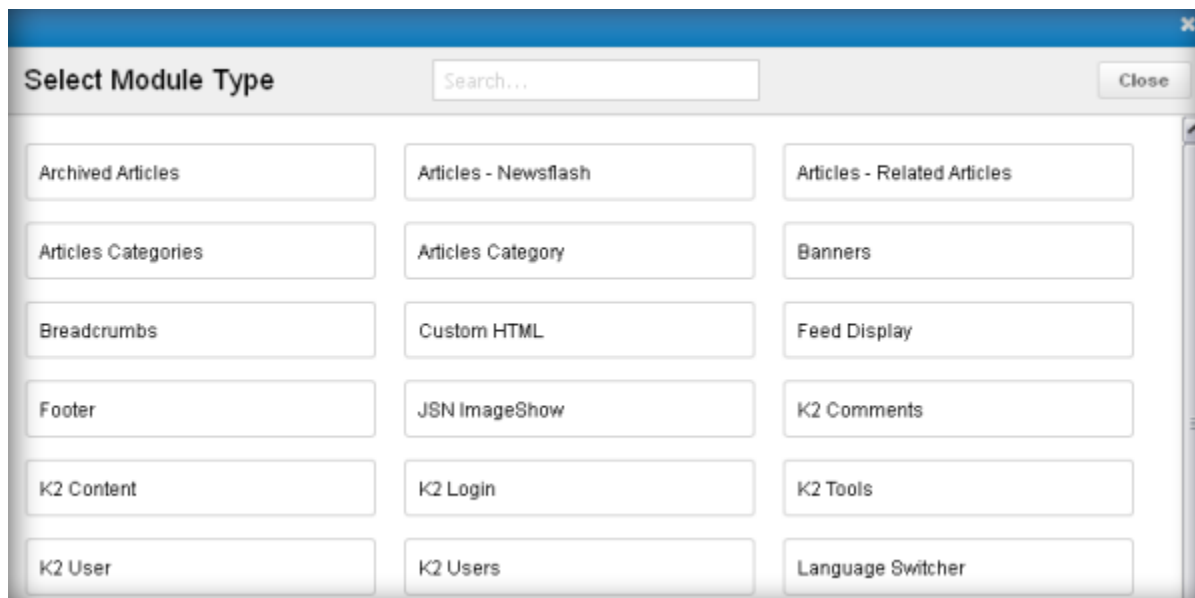 Select Module Type
Search...
Close
Archived Articles
Articles - Newsflash
Articles - Related Articles
Articles Categories
Articles Category
Banners
Breadcrumbs
Custom HTML
Feed Display
Footer
JSN ImageShow
K2 Comments
K2 Content
K2 Login
K2 Tools
K2 User
K2 Users
Language Switcher